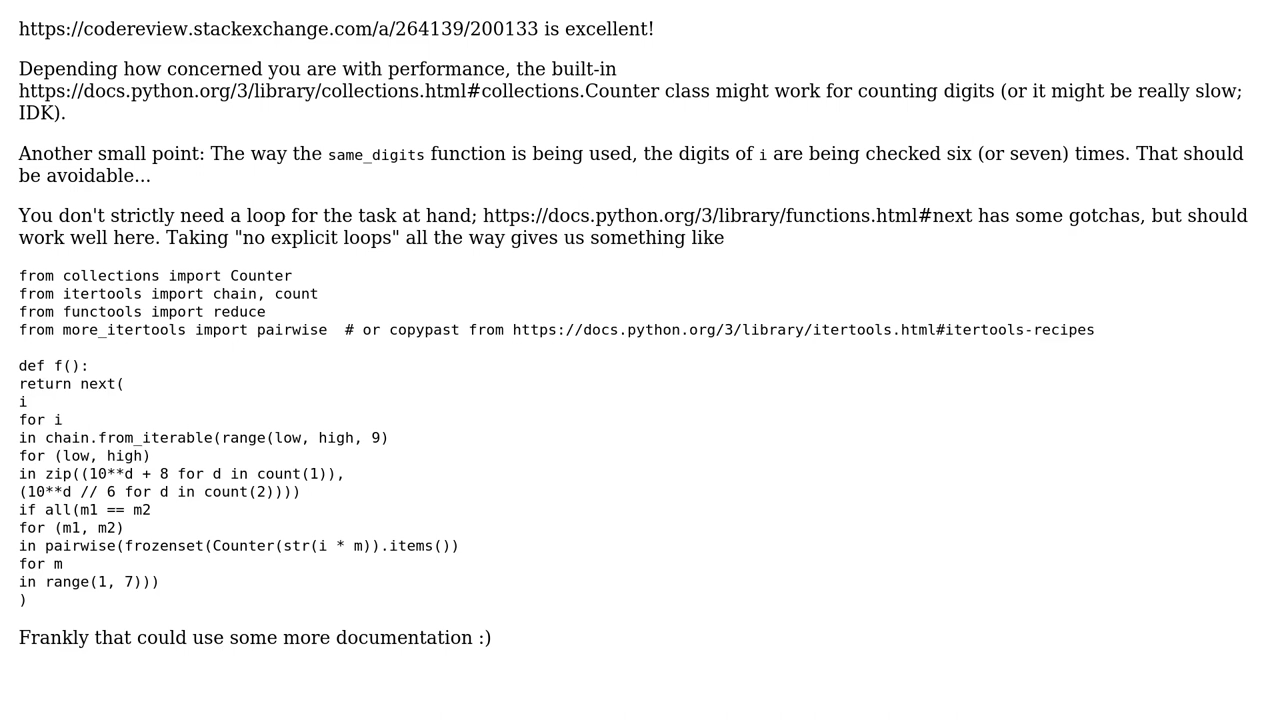 https://codereview.stackexchange.com/a/264139/200133 is excellent!
Depending how concerned you are with performance, the built-in
https://docs.python.org/3/library/collections.html#collections.Counter class might work for counting digits (or it might be really slow;
IDK).
Another small point: The way the same_digits function is being used, the digits of i are being checked six (or seven) times. That should
be avoidable...
You don't strictly need a loop for the task at hand; https://docs.python.org/3/library/functions.html#next has some gotchas, but should
work well here. Taking "no explicit loops" all the way gives us something like
from collections import Counter
from itertools import chain, count
from functools import reduce
from more_itertools import pairwise  # or copypast from https://docs.python.org/3/library/itertools.html#itertools-recipes
def f():
return next(
i
for i
in chain.from_iterable(range(low, high, 9)
for (low, high)
in zip((10**d + 8 for d in count(1)),
(10**d // 6 for d in count(2))))
if all(m1 == m2
for (m1, m2)
in pairwise(frozenset(Counter(str(i * m)).items())
for m
in range(1, 7)))
)
Frankly that could use some more documentation :)